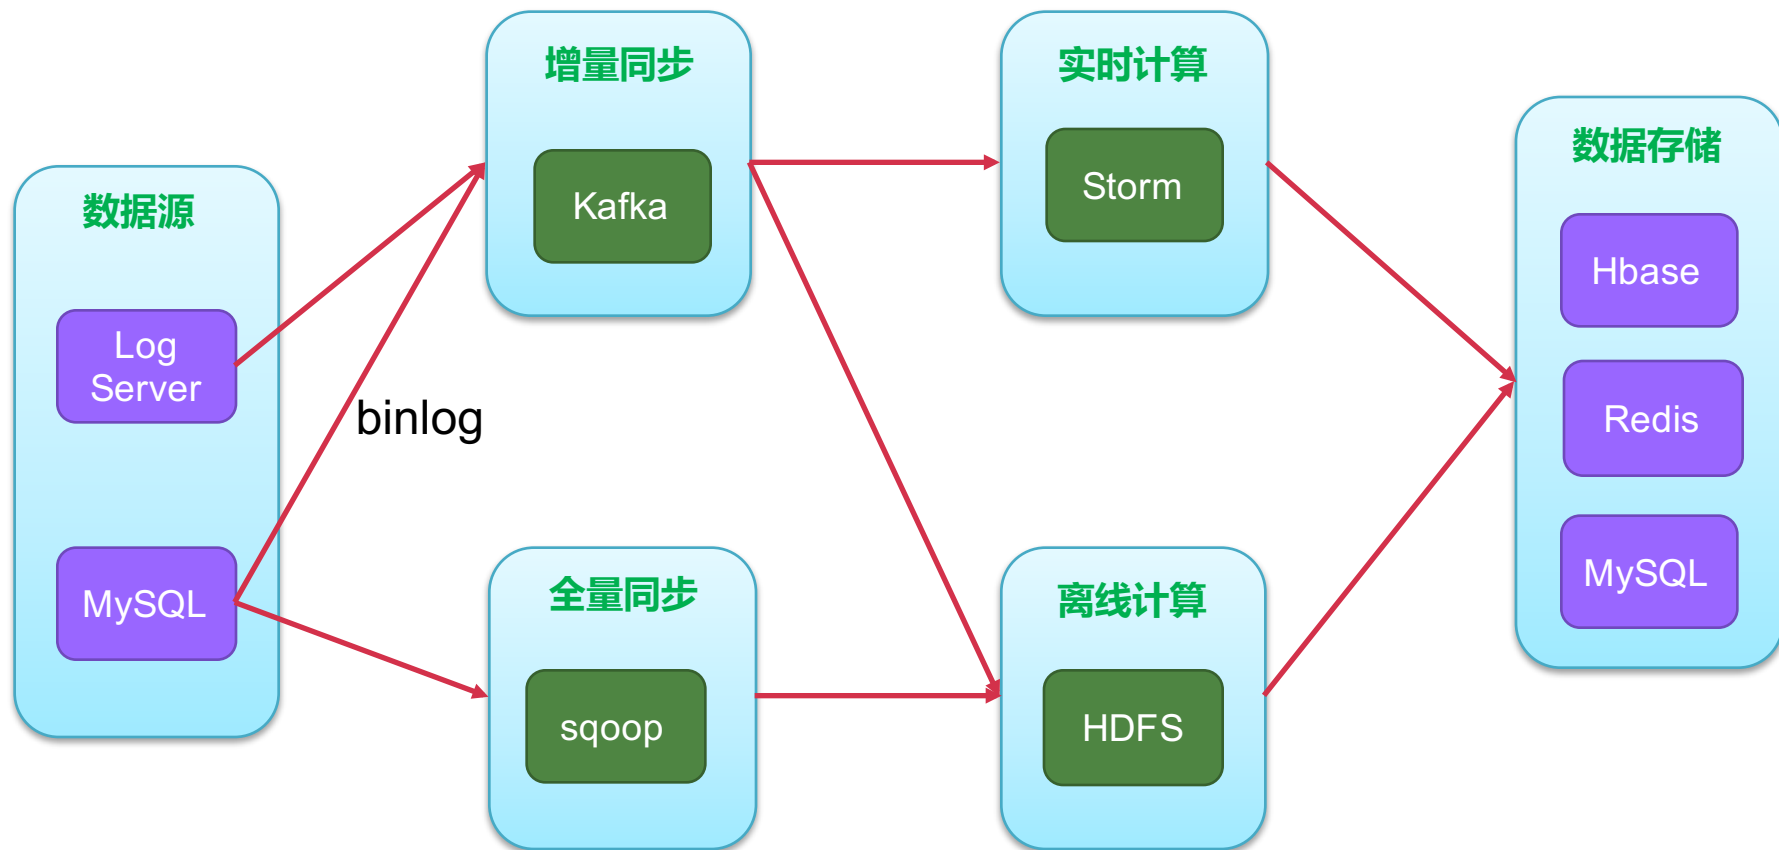 数据源
Log
Server
MySQL
binlog
增量同步
Kafka
全量同步
sqoop
实时计算
Storm
离线计算
HDFS
数据存储
Hbase
Redis
MySQL